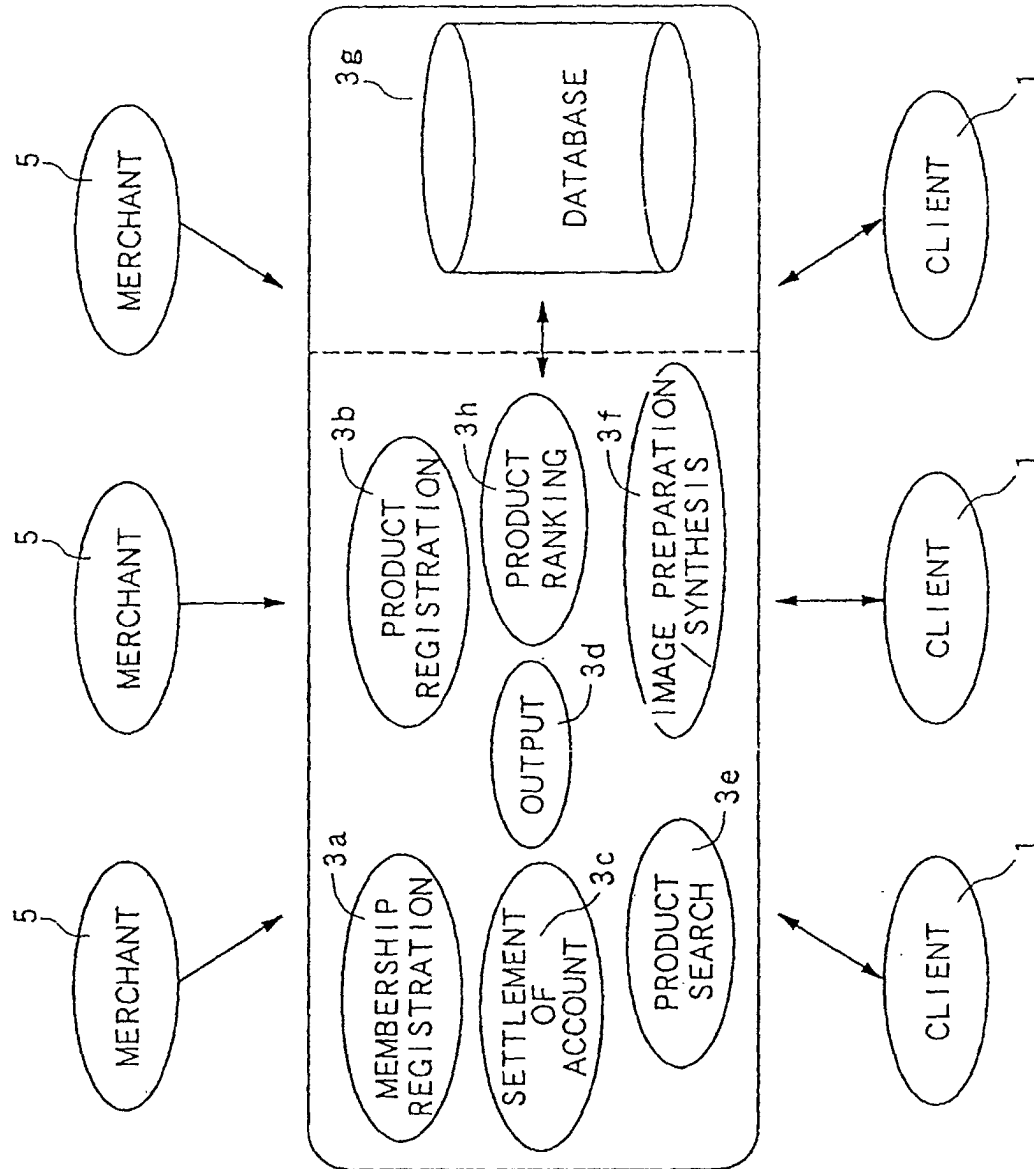 5
MERCHANT
5
MERCHANT
5
MERCHANT
3a
MEMBERSHIP
REGISTRATION
3b
PRODUCT
REGISTRATION
3g
DATABASE
SETTLEMENT
OF
ACCOUNT
3c
OUTPUT
3d
3h
PRODUCT
RANKING
PRODUCT
SEARCH
3e
3f
IMAGE PREPARATION
/SYNTHESIS
CLIENT
1
CLIENT
1
CLIENT
1